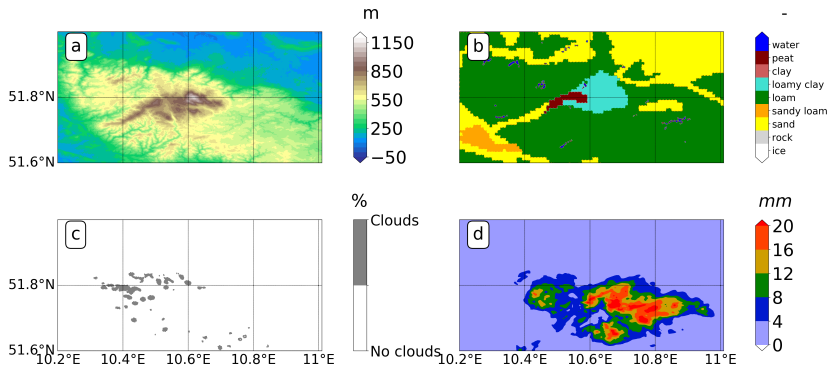 m
-
a
b
1150
850
550
250
−50
51.8°N
51.6°N
water
peat
clay
loamy clay
loam
sandy loam
sand
rock
ice
%
mm
c
d
Clouds
No clouds
20
16
12
8
4
0
51.8°N
51.6°N
10.2°E 10.4°E 10.6°E 10.8°E 11°E
10.2°E 10.4°E 10.6°E 10.8°E 11°E